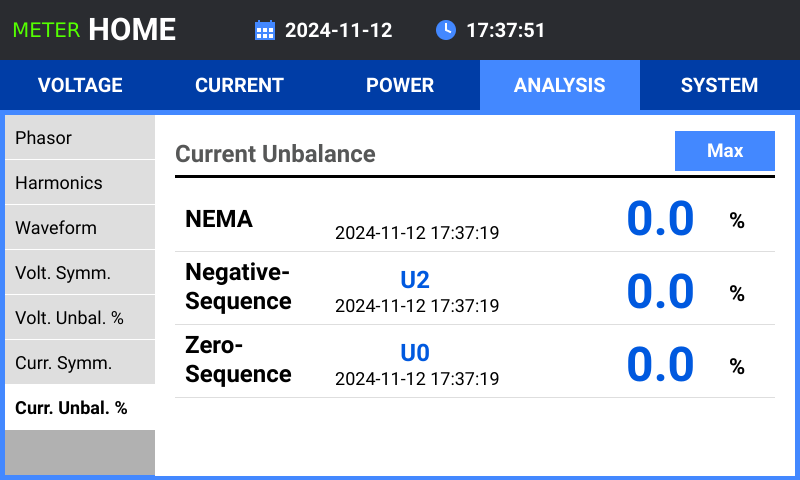 METER HOME 2024-11-12 17:37:51
VOLTAGE CURRENT POWER ANALYSIS SYSTEM
Phasor
Harmonics
Waveform
Volt. Symm.
Volt. Unbal. %
Curr. Symm.
Curr. Unbal. %
Current Unbalance Max
NEMA 2024-11-12 17:37:19 0.0 %
Negative-
Sequence U2 2024-11-12 17:37:19 0.0 %
Zero-
Sequence U0 2024-11-12 17:37:19 0.0 %